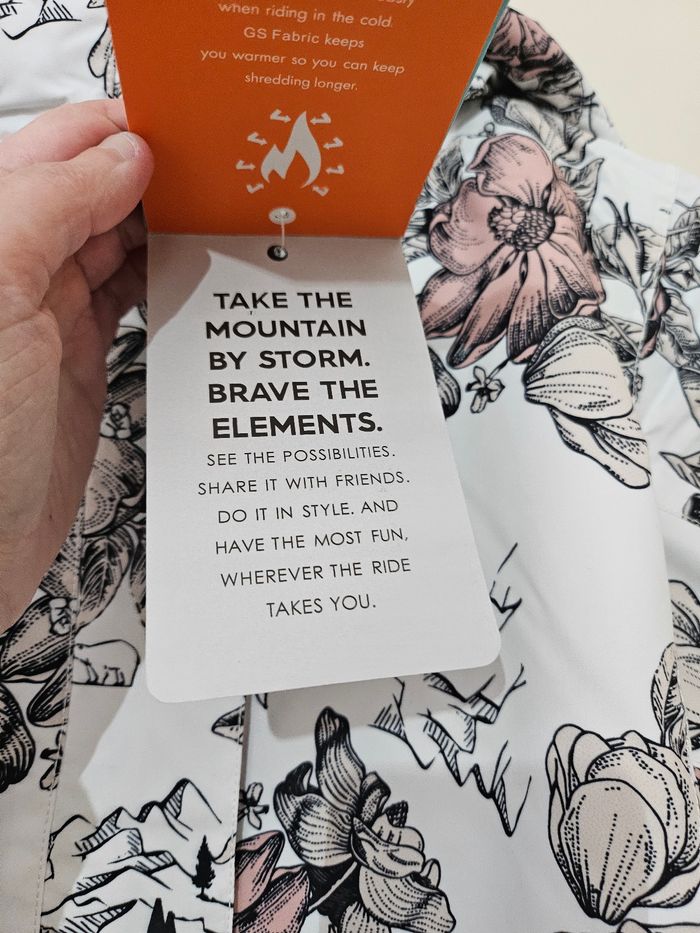 when riding in the cold.
GS Fabric keeps
you warmer so you can keep
shredding longer.
TAKE THE
MOUNTAIN
BY STORM.
BRAVE THE
ELEMENTS.
SEE THE POSSIBILITIES.
SHARE IT WITH FRIENDS.
DO IT IN STYLE. AND
HAVE THE MOST FUN,
WHEREVER THE RIDE
TAKES YOU.